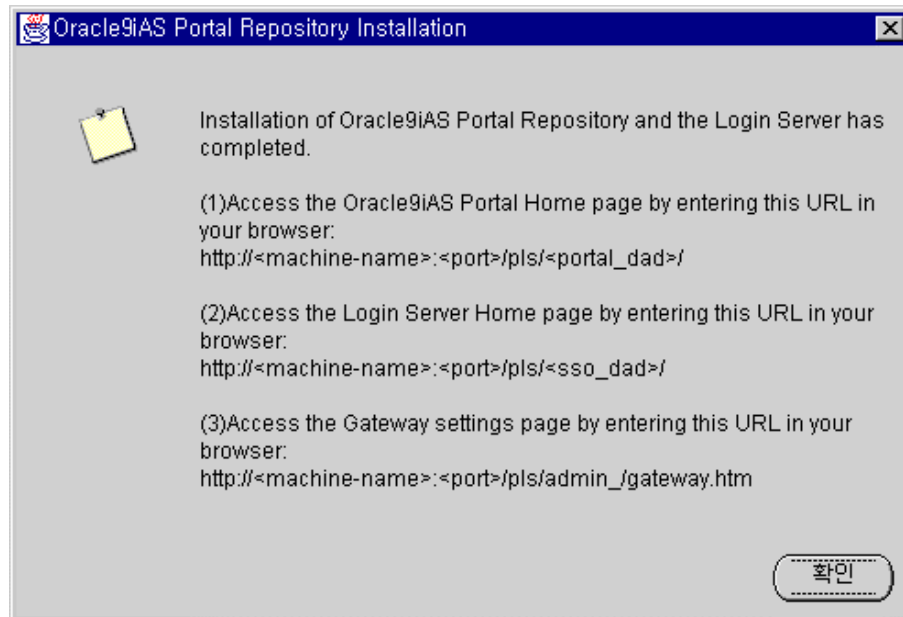 Oracle9iAS Portal Repository Installation
Installation of Oracle9iAS Portal Repository and the Login Server has
completed.
(1)Access the Oracle9iAS Portal Home page by entering this URL in
your browser:
http://<machine-name>:<port>/pls/<portal_dad>/
(2)Access the Login Server Home page by entering this URL in your
browser:
http://<machine-name>:<port>/pls/<sso_dad>/
(3)Access the Gateway settings page by entering this URL in your
browser:
http://<machine-name>:<port>/pls/admin_/gateway.htm
확인